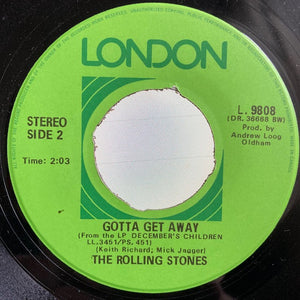 LONDON
STEREO
SIDE 2
Time: 2:03
L. 9808
(DR. 36668 BW)
Prod. by
Andrew Loog
Oldham
GOTTA GET AWAY
(From the LP DECEMBER'S CHILDREN
LL.3451/PS. 451)
(Keith Richard; Mick Jagger)
THE ROLLING STONES